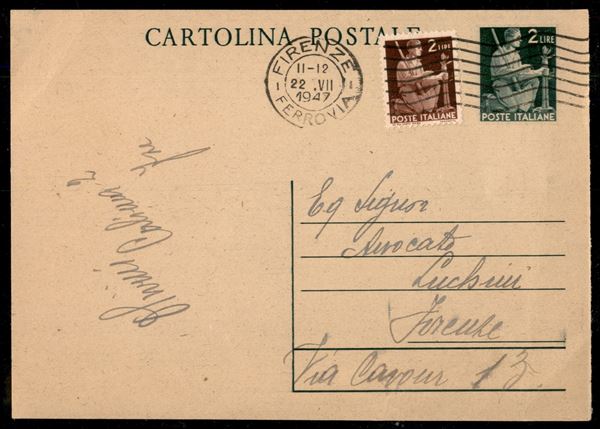 CARTOLINA POSTALE
FIRENZE
11-12
22 .VII
1947
FERROVIA
2 LIRE
POSTE ITALIANE
2 LIRE
POSTE ITALIANE
Eg Signor
Avvocato
Luchini
Firenze
Via Cavour 13